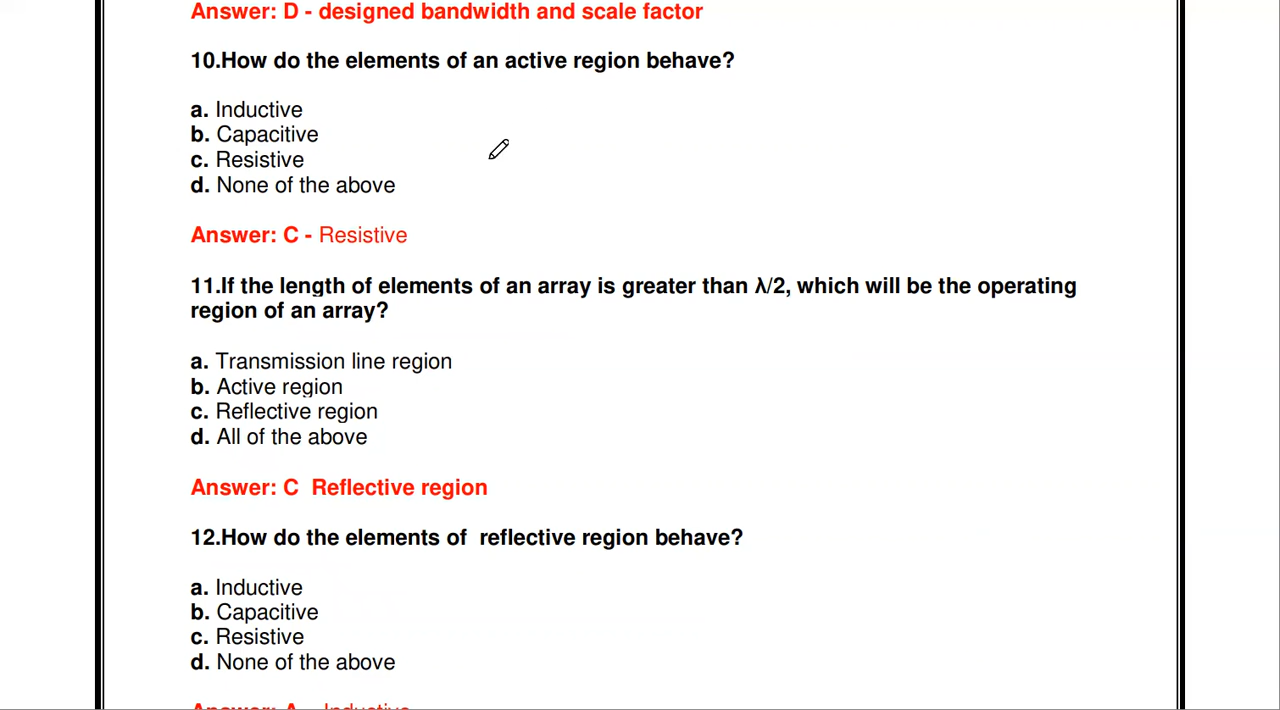 Answer: D - designed bandwidth and scale factor
10.How do the elements of an active region behave?
a. Inductive
b. Capacitive
c. Resistive
d. None of the above
Answer: C - Resistive
11.If the length of elements of an array is greater than λ/2, which will be the operating
region of an array?
a. Transmission line region
b. Active region
c. Reflective region
d. All of the above
Answer: C  Reflective region
12.How do the elements of  reflective region behave?
a. Inductive
b. Capacitive
c. Resistive
d. None of the above
Answer: A - Inductive